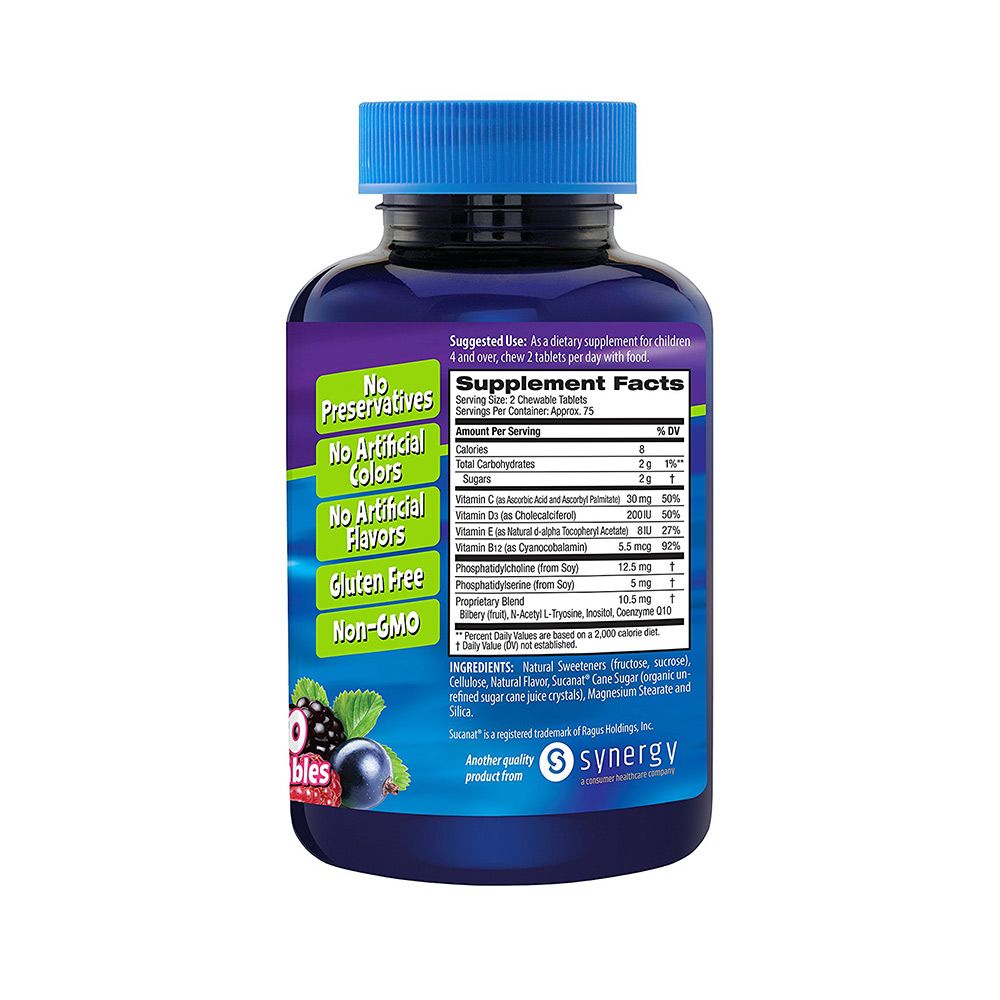 Suggested Use: As a dietary supplement for children
4 and over, chew 2 tablets per day with food.
No
Preservatives
No Artificial
Colors
No Artificial
Flavors
Gluten Free
Non-GMO
Supplement Facts
Serving Size: 2 Chewable Tablets
Servings Per Container: Approx. 75
Amount Per Serving % DV
Calories 8
Total Carbohydrates 2 g 1%**
Sugars 2 g †
Vitamin C (as Ascorbic Acid and Ascorbyl Palmitate) 30 mg 50%
Vitamin D3 (as Cholecalciferol) 200 IU 50%
Vitamin E (as Natural d-alpha Tocopheryl Acetate) 8 IU 27%
Vitamin B12 (as Cyanocobalamin) 5.5 mcg 92%
Phosphatidylcholine (from Soy) 12.5 mg †
Phosphatidylserine (from Soy) 5 mg †
Proprietary Blend 10.5 mg †
Bilbery (fruit), N-Acetyl L-Tryosine, Inositol, Coenzyme Q10
** Percent Daily Values are based on a 2,000 calorie diet.
† Daily Value (DV) not established.
INGREDIENTS: Natural Sweeteners (fructose, sucrose),
Cellulose, Natural Flavor, Sucanat® Cane Sugar (organic un-
refined sugar cane juice crystals), Magnesium Stearate and
Silica.
Sucanat® is a registered trademark of Ragus Holdings, Inc.
Another quality
product from
S synergy
a consumer healthcare company
O
bles